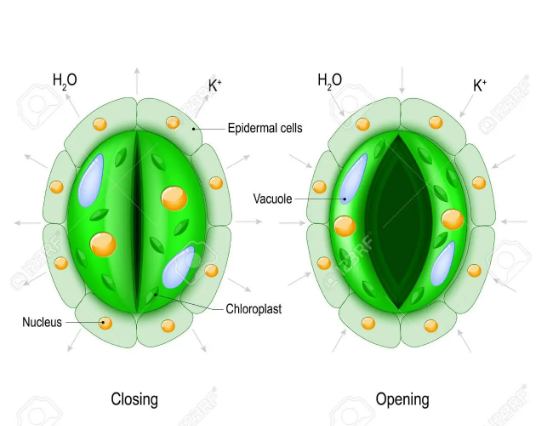 H₂O
K⁺
H₂O
K⁺
Epidermal cells
Vacuole
Chloroplast
Nucleus
Closing
Opening